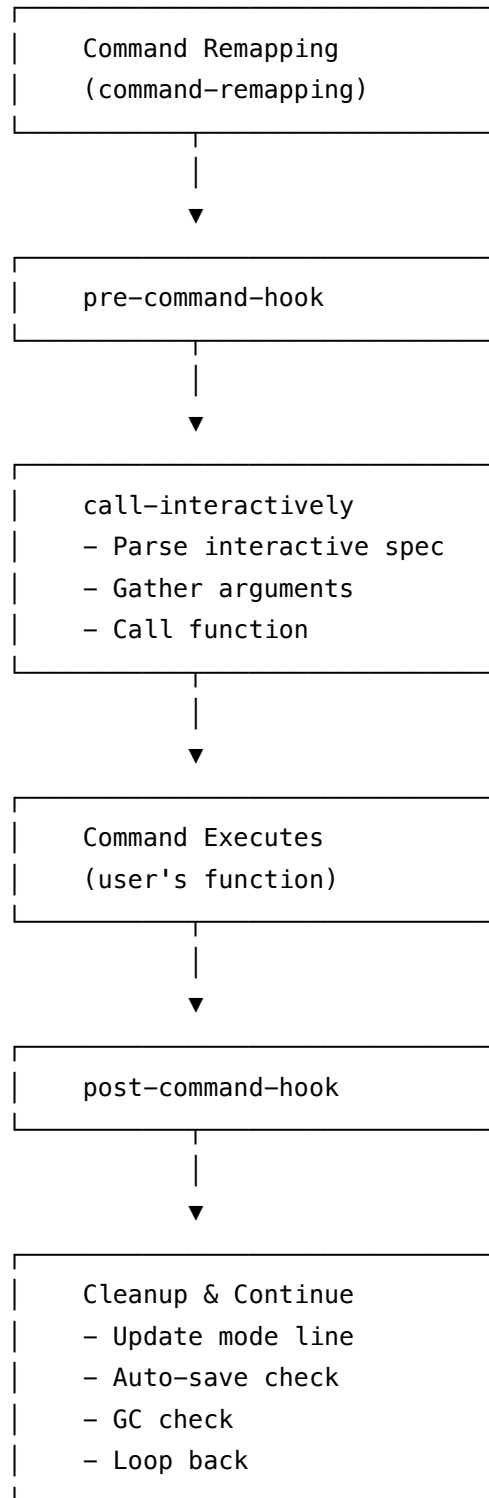 Command Remapping
(command-remapping)
pre-command-hook
call-interactively
- Parse interactive spec
- Gather arguments
- Call function
Command Executes
(user's function)
post-command-hook
Cleanup & Continue
- Update mode line
- Auto-save check
- GC check
- Loop back